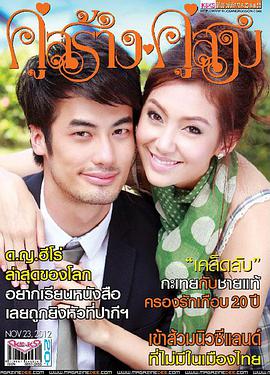 คู่สร้าง-คู่สม
ด.ญ.ฮีโร่
ล่าสุดของโลก
อยากเรียนหนังสือ
เลยถูกยิงหัวที่ปากีฯ
NOV 23, 2012
"เคล็ดลับ"
กะเทยกับชายแท้
ครองรักเกือบ 20 ปี
เข้าส้วมนิวซีแลนด์
ที่ไม่มีในเมืองไทย
20฿
WWW.MAGAZINEDEE.COM